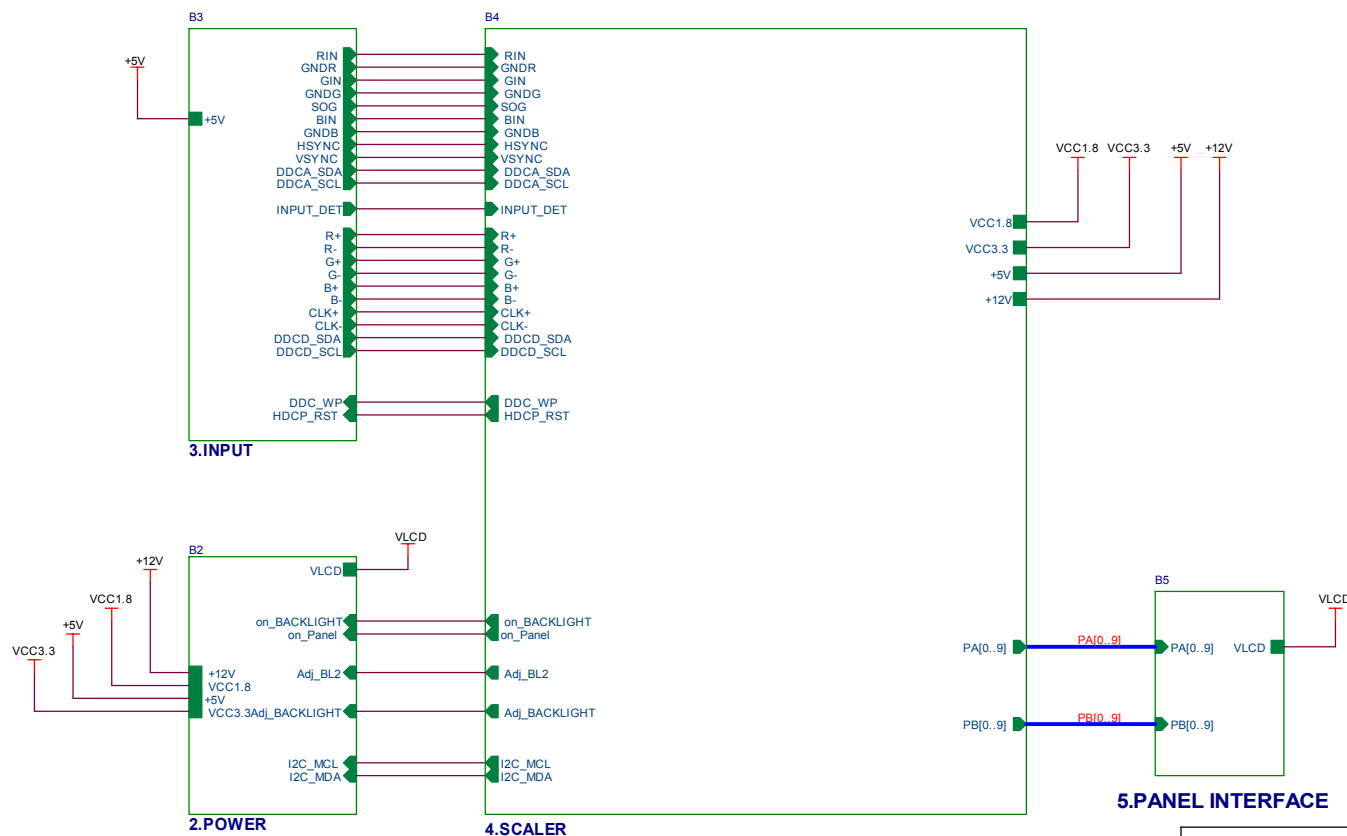 B3
+5V
+5V
RIN
GNDR
GIN
GNDG
SOG
BIN
GNDB
HSYNC
VSYNC
DDCA_SDA
DDCA_SCL
INPUT_DET
R+
R-
G+
G-
B+
B-
CLK+
CLK-
DDCD_SDA
DDCD_SCL
DDC_WP
HDCP_RST
3.INPUT
B4
RIN
GNDR
GIN
GNDG
SOG
BIN
GNDB
HSYNC
VSYNC
DDCA_SDA
DDCA_SCL
INPUT_DET
R+
R-
G+
G-
B+
B-
CLK+
CLK-
DDCD_SDA
DDCD_SCL
DDC_WP
HDCP_RST
VCC1.8 VCC3.3 +5V +12V
VCC1.8
VCC3.3
+5V
+12V
B2
+12V
VCC1.8
+5V
VCC3.3
VLCD
VLCD
on_BACKLIGHT
on_Panel
Adj_BL2
+12V
VCC1.8
+5V
VCC3.3
Adj_BACKLIGHT
I2C_MCL
I2C_MDA
2.POWER
on_BACKLIGHT
on_Panel
Adj_BL2
Adj_BACKLIGHT
I2C_MCL
I2C_MDA
4.SCALER
PA[0..9]
PA[0..9]
PB[0..9]
PB[0..9]
B5
PA[0..9]
VLCD
VLCD
PB[0..9]
5.PANEL INTERFACE